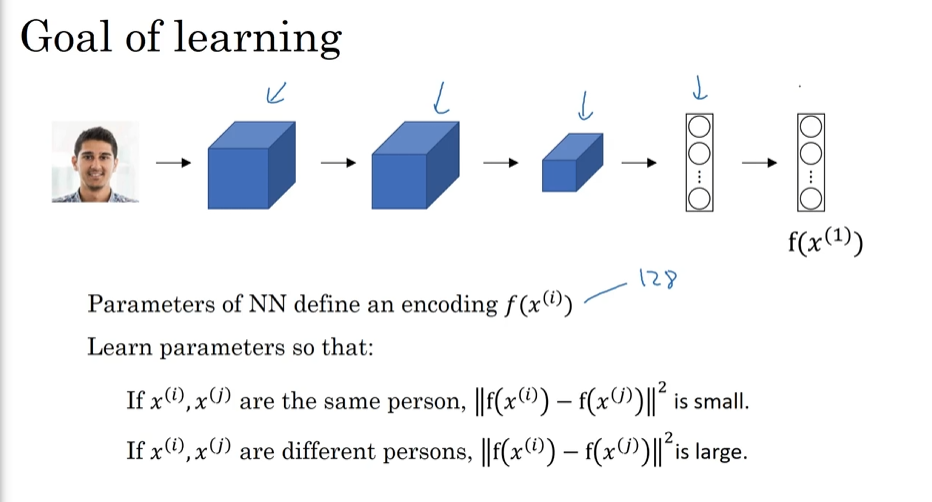 Goal of learning
f(x⁽¹⁾)
128
Parameters of NN define an encoding f(x⁽ⁱ⁾)
Learn parameters so that:
If x⁽ⁱ⁾, x⁽ʲ⁾ are the same person, ‖f(x⁽ⁱ⁾) − f(x⁽ʲ⁾)‖² is small.
If x⁽ⁱ⁾, x⁽ʲ⁾ are different persons, ‖f(x⁽ⁱ⁾) − f(x⁽ʲ⁾)‖² is large.